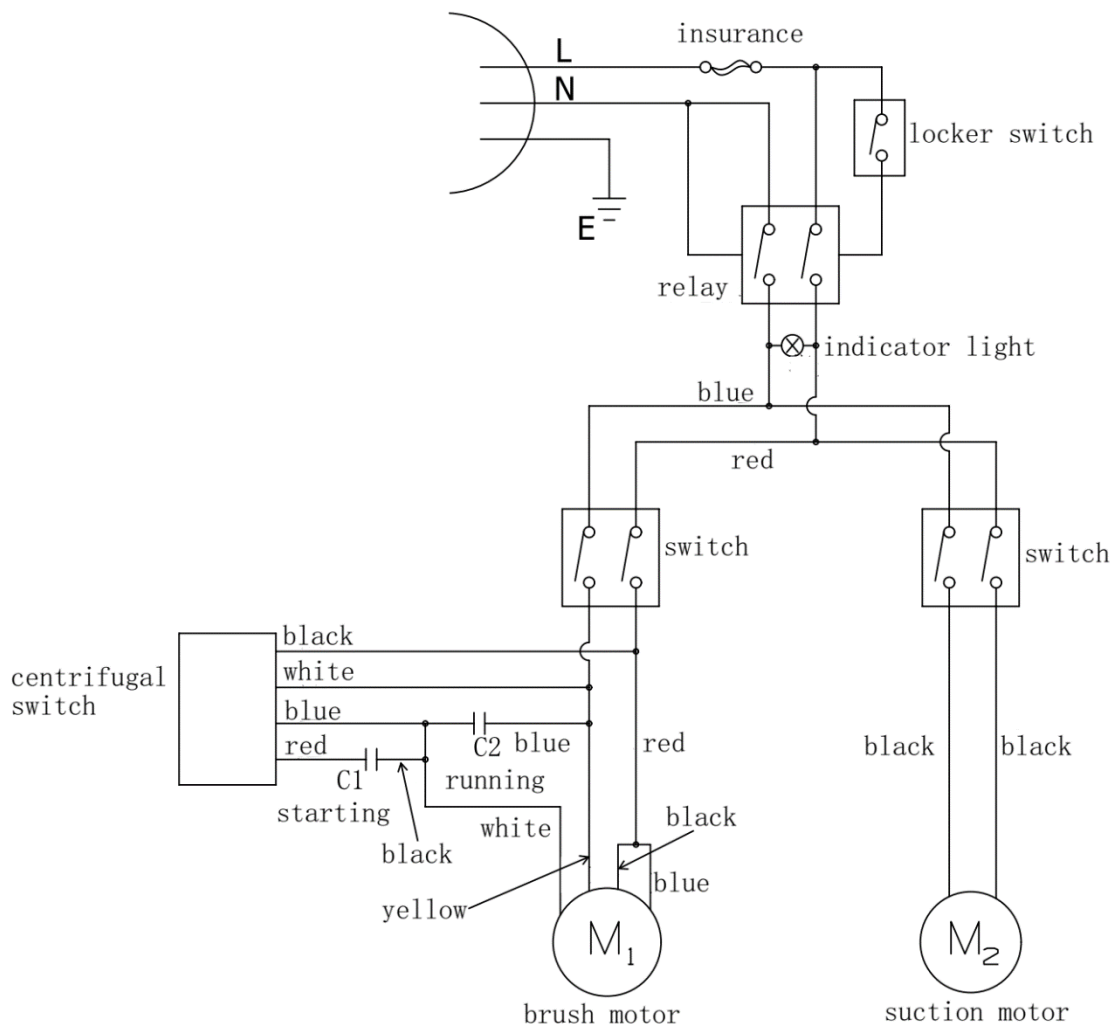 insurance
L
N
locker switch
E
relay
indicator light
blue
red
switch
switch
black
centrifugal
switch
white
blue
red
C2
blue
red
black
black
C1
running
starting
white
black
black
blue
yellow
M1
M2
brush motor
suction motor